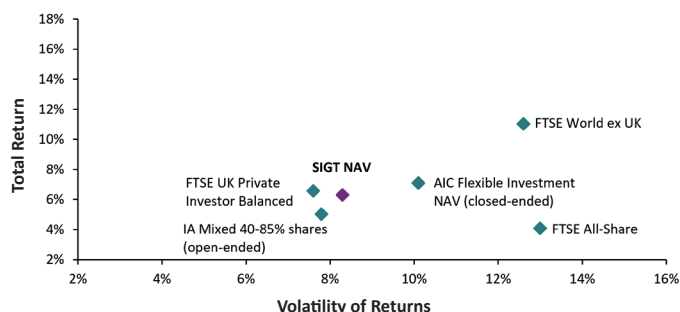 18%
16%
14%
12%
10%
8%
6%
4%
2%
Total Return
FTSE World ex UK
SIGT NAV
FTSE UK Private
Investor Balanced
AIC Flexible Investment
NAV (closed-ended)
IA Mixed 40-85% shares
(open-ended)
FTSE All-Share
2%
4%
6%
8%
10%
12%
14%
16%
Volatility of Returns